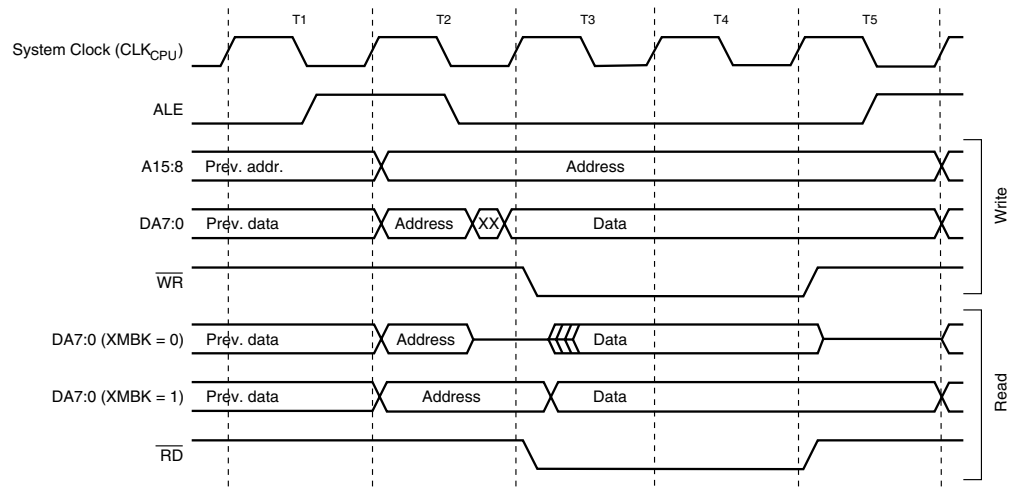 T1 T2 T3 T4 T5
System Clock (CLKCPU)
ALE
A15:8 Prev. addr. Address
DA7:0 Prev. data Address XX Data
WR
Write
DA7:0 (XMBK = 0) Prev. data Address Data
DA7:0 (XMBK = 1) Prev. data Address Data
RD
Read